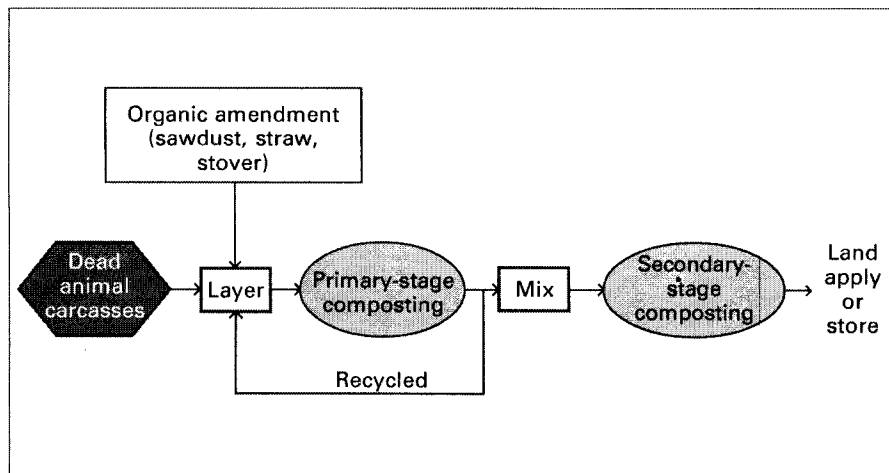 Organic amendment
(sawdust, straw,
stover)
Dead
animal
carcasses
Layer
Primary-stage
composting
Mix
Secondary-
stage
composting
Land
apply
or
store
Recycled